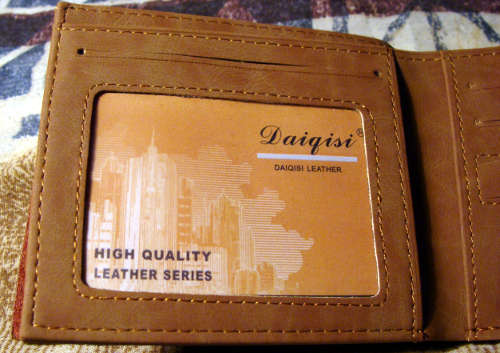 Daiqisi®
DAIQISI LEATHER.
HIGH QUALITY
LEATHER SERIES